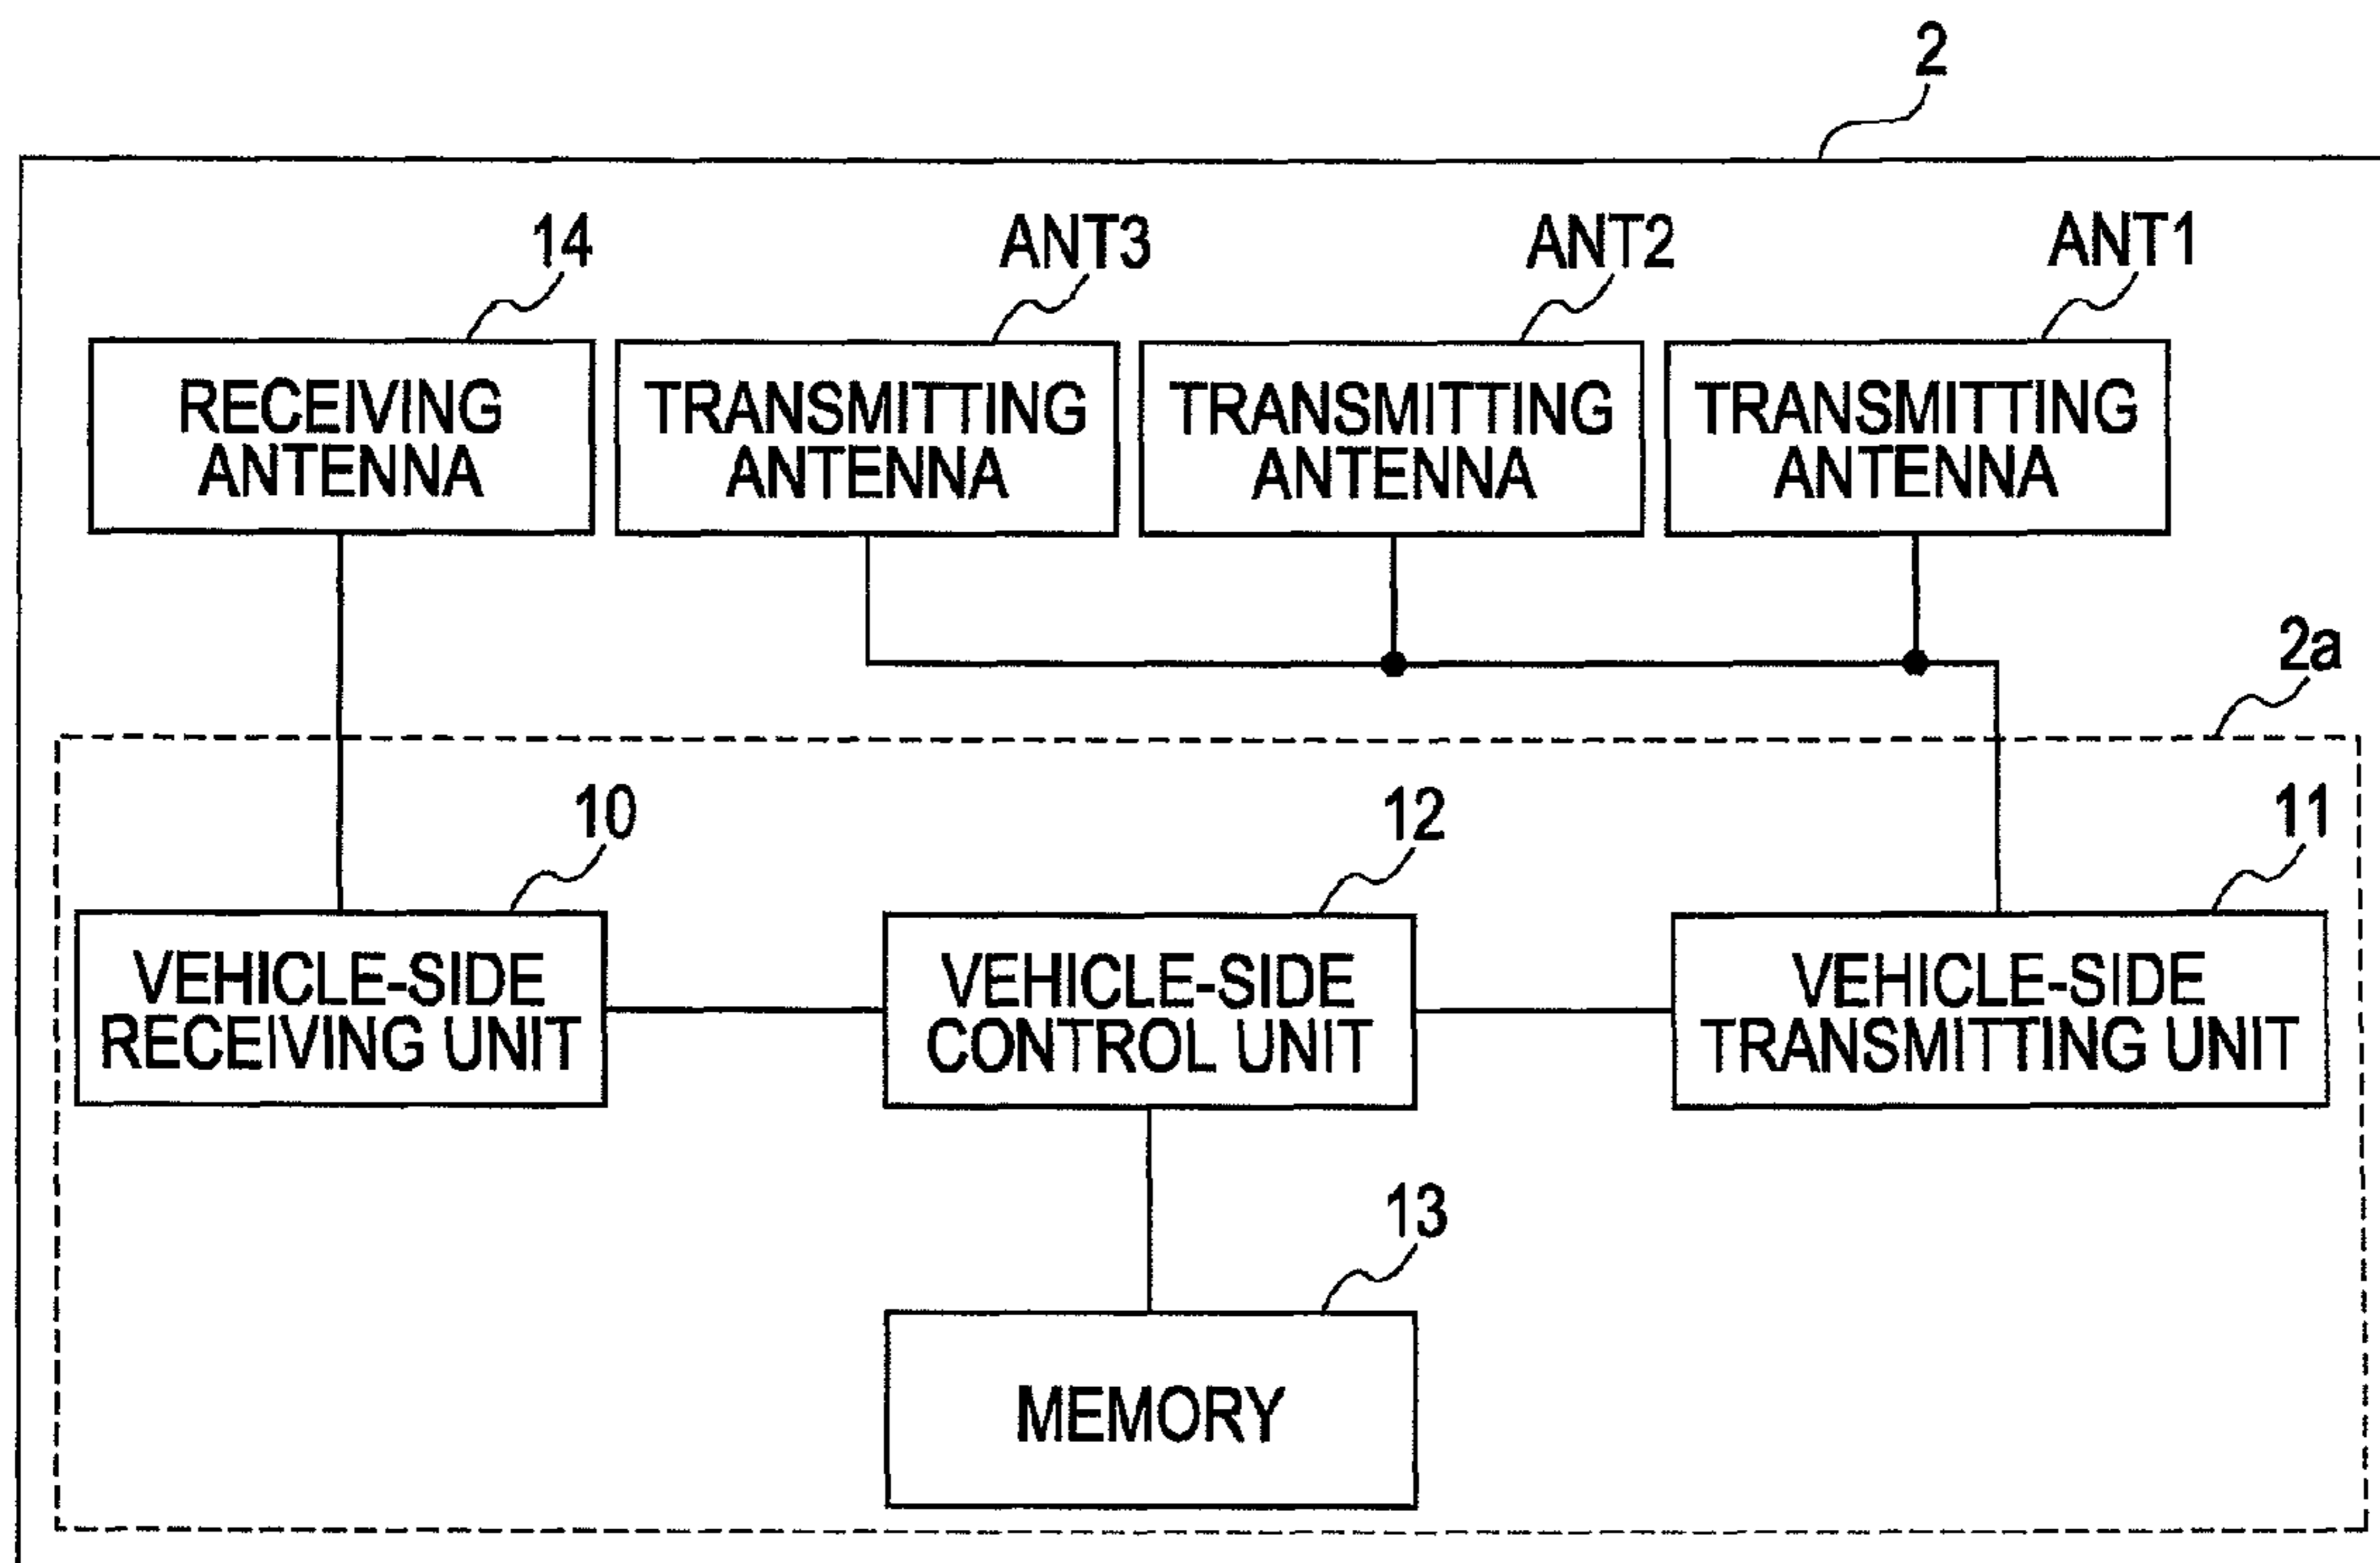 2
14
ANT3
ANT2
ANT1
RECEIVING
ANTENNA
TRANSMITTING
ANTENNA
TRANSMITTING
ANTENNA
TRANSMITTING
ANTENNA
2a
10
12
11
VEHICLE-SIDE
RECEIVING UNIT
VEHICLE-SIDE
CONTROL UNIT
VEHICLE-SIDE
TRANSMITTING UNIT
13
MEMORY